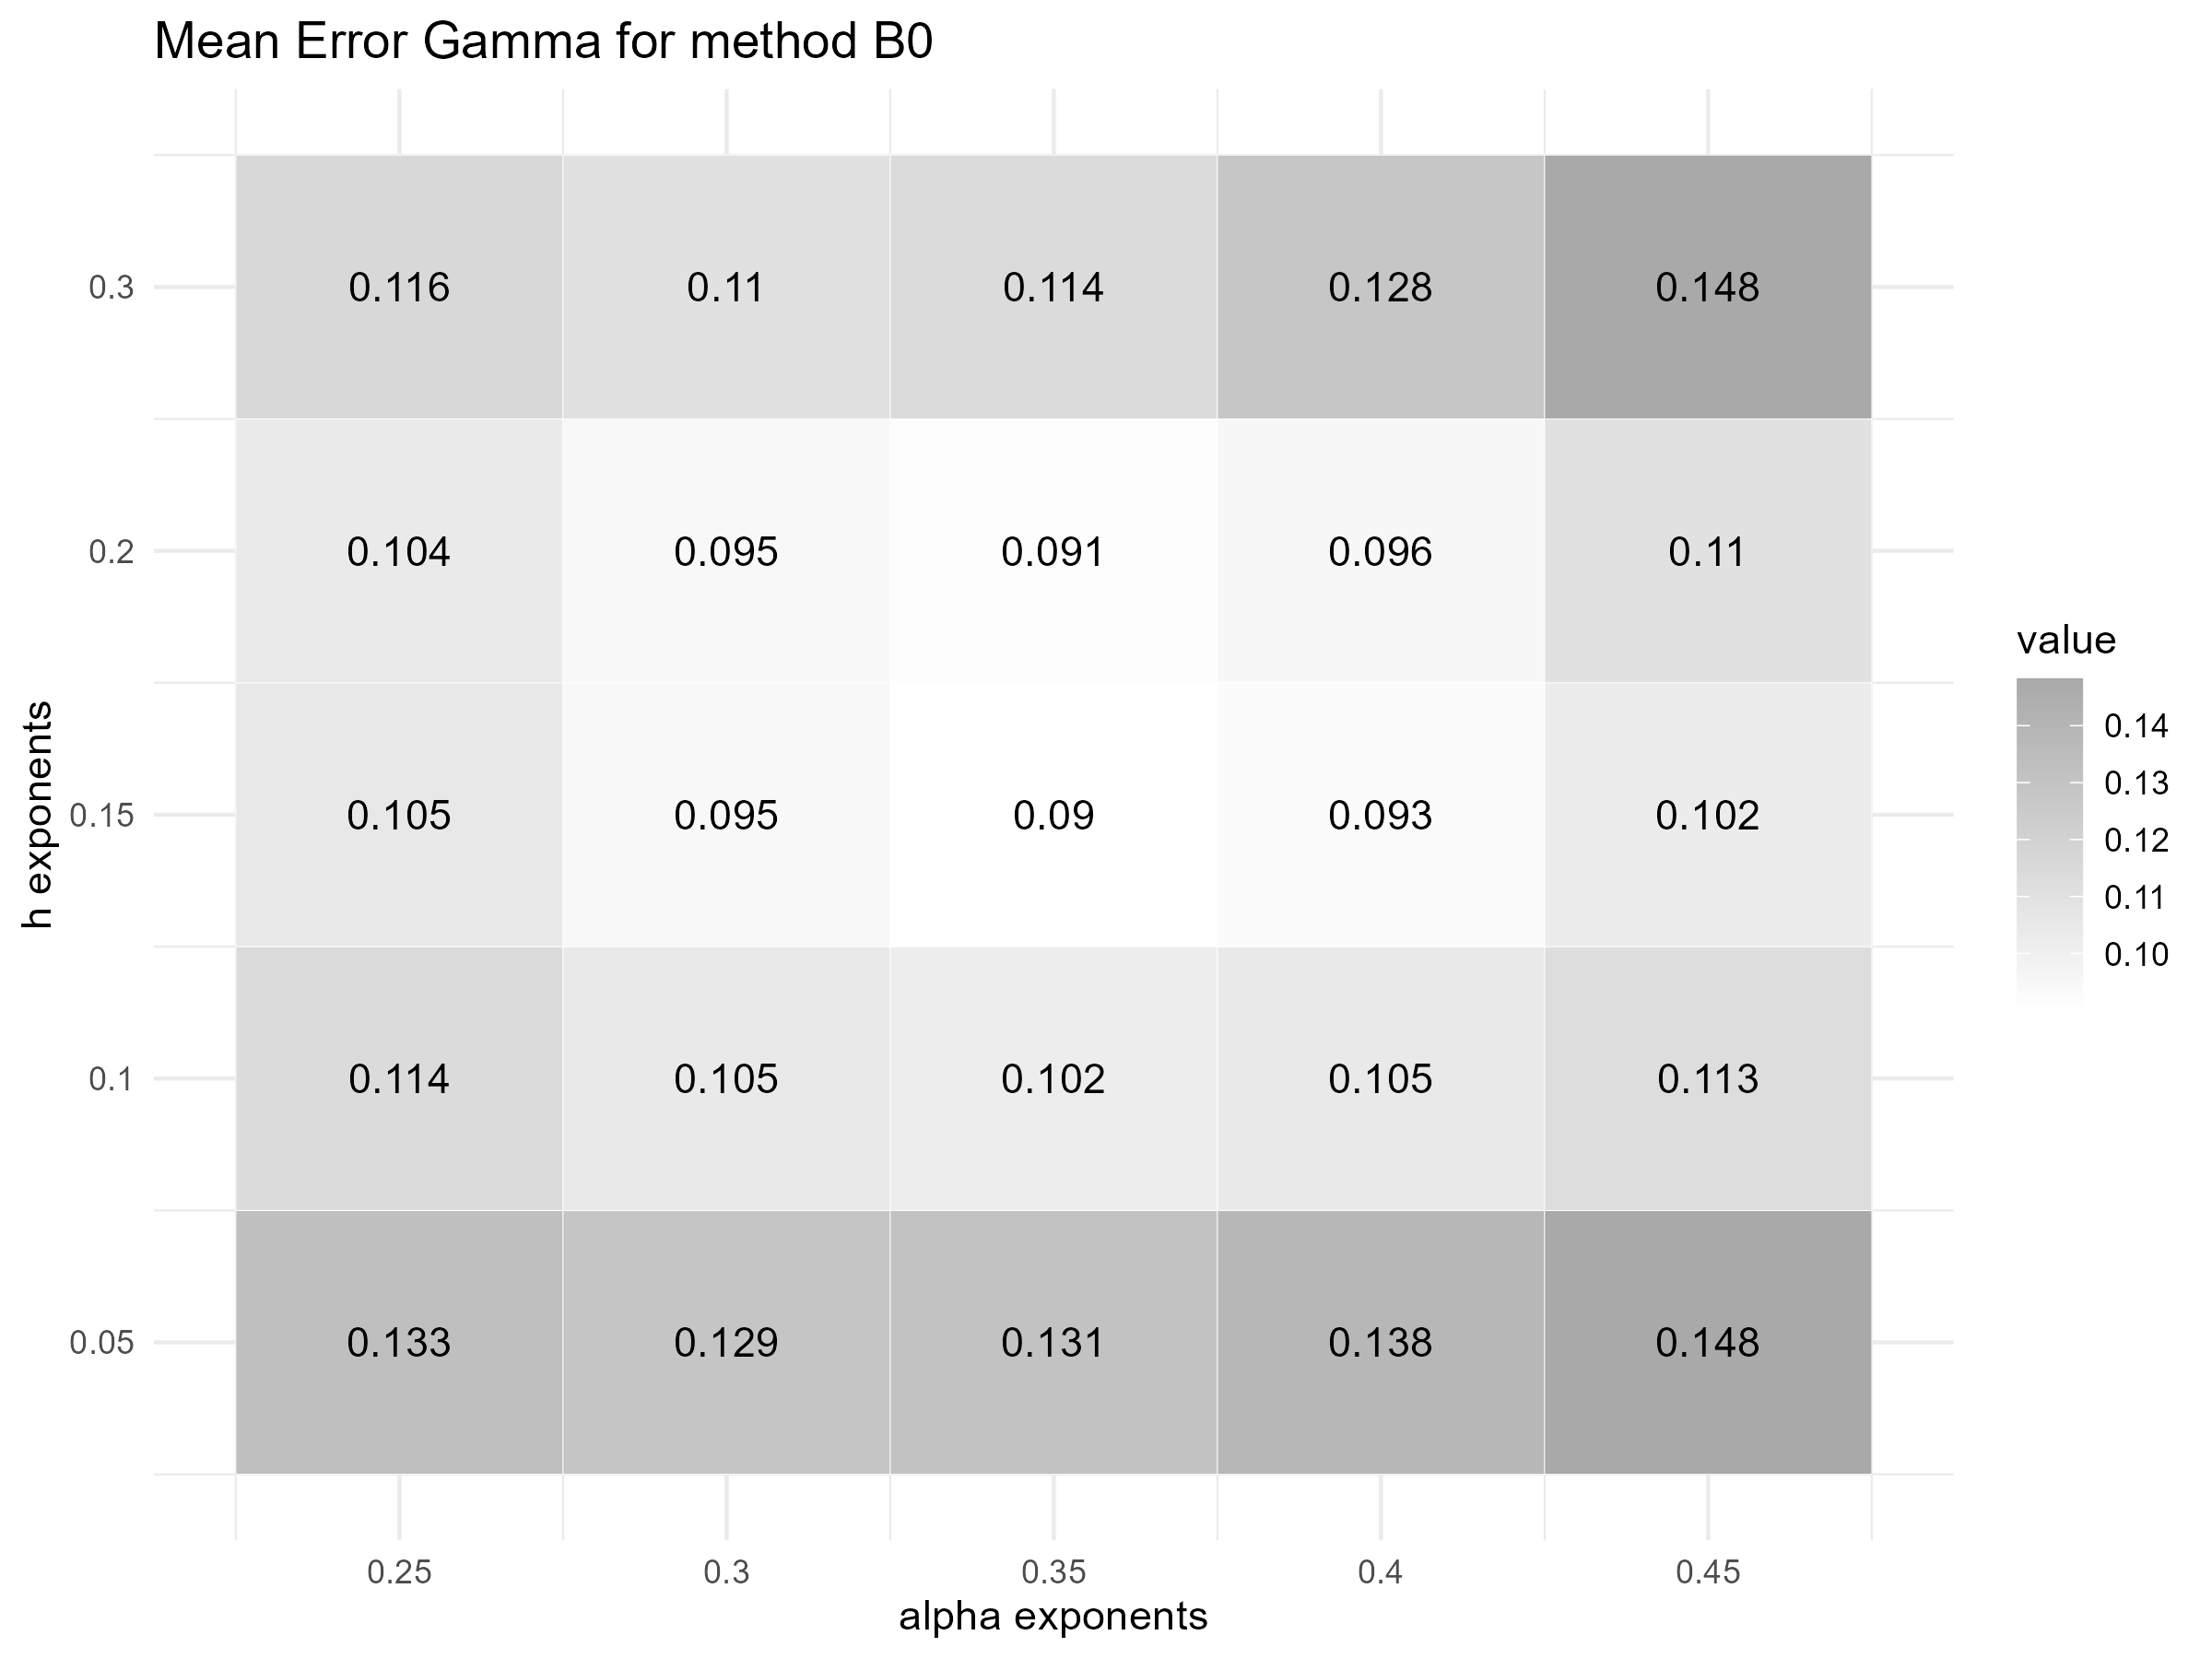 Mean Error Gamma for method B0
0.3 0.116 0.11 0.114 0.128 0.148
0.2 0.104 0.095 0.091 0.096 0.11
0.15 0.105 0.095 0.09 0.093 0.102
0.1 0.114 0.105 0.102 0.105 0.113
0.05 0.133 0.129 0.131 0.138 0.148
0.25 0.3 0.35 0.4 0.45
alpha exponents
h exponents
value
0.14
0.13
0.12
0.11
0.10